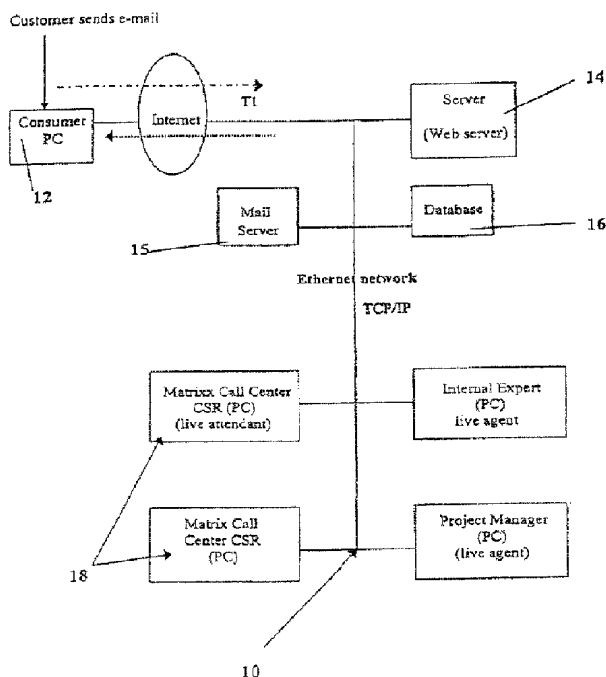 Customer sends e-mail
T1
Internet
Consumer
PC
Server
(Web server)
14
12
Mail
Server
Database
15
16
Ethernet network
TCP/IP
Matrixx Call Center
CSR (PC)
(live attendant)
Internal Expert
(PC)
live agent
Matrix Call
Center CSR
(PC)
Project Manager
(PC)
(live agent)
18
10